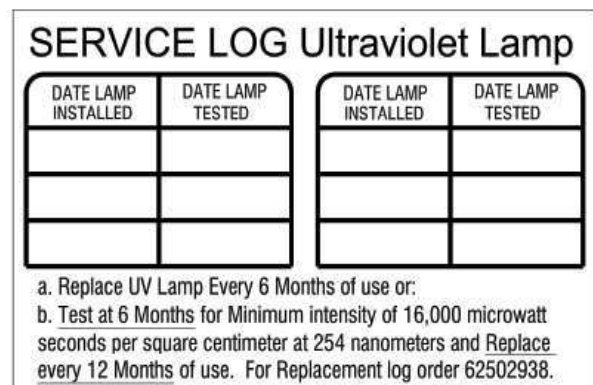 SERVICE LOG Ultraviolet Lamp
DATE LAMP INSTALLED DATE LAMP TESTED DATE LAMP INSTALLED DATE LAMP TESTED
a. Replace UV Lamp Every 6 Months of use or:
b. Test at 6 Months for Minimum intensity of 16,000 microwatt
seconds per square centimeter at 254 nanometers and Replace
every 12 Months of use. For Replacement log order 62502938.